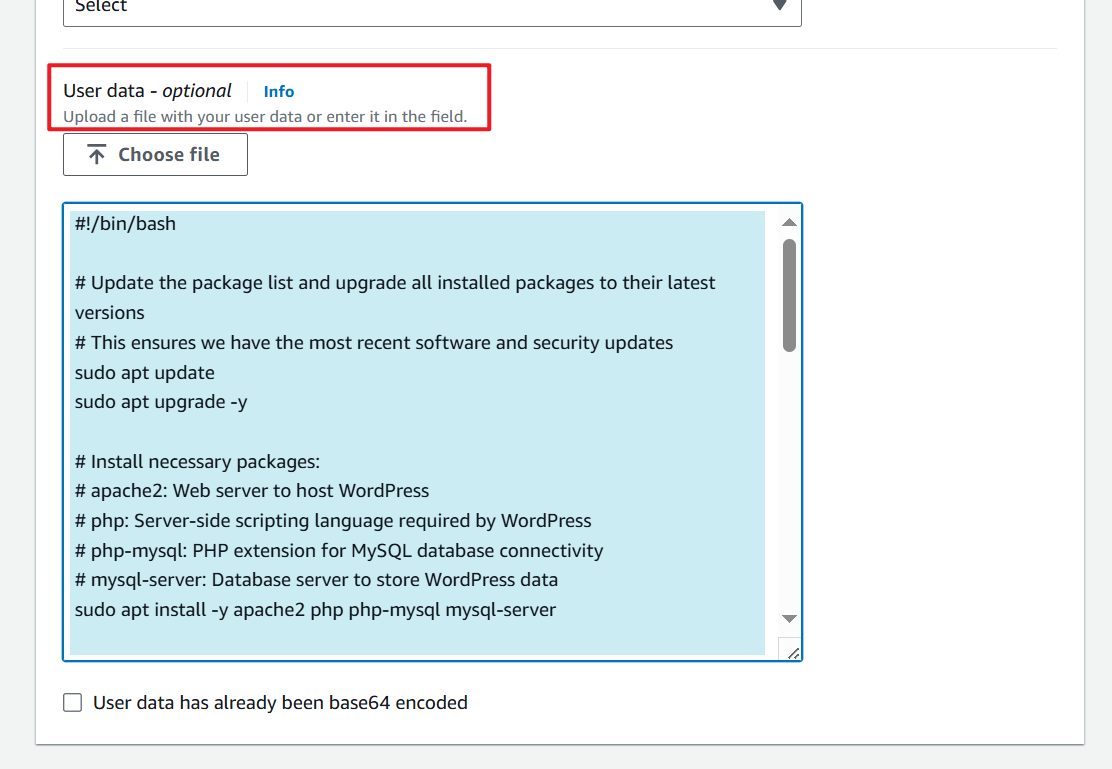 Select
User data - optional
Info
Upload a file with your user data or enter it in the field.
Choose file
#!/bin/bash
# Update the package list and upgrade all installed packages to their latest
versions
# This ensures we have the most recent software and security updates
sudo apt update
sudo apt upgrade -y
# Install necessary packages:
# apache2: Web server to host WordPress
# php: Server-side scripting language required by WordPress
# php-mysql: PHP extension for MySQL database connectivity
# mysql-server: Database server to store WordPress data
sudo apt install -y apache2 php php-mysql mysql-server
User data has already been base64 encoded